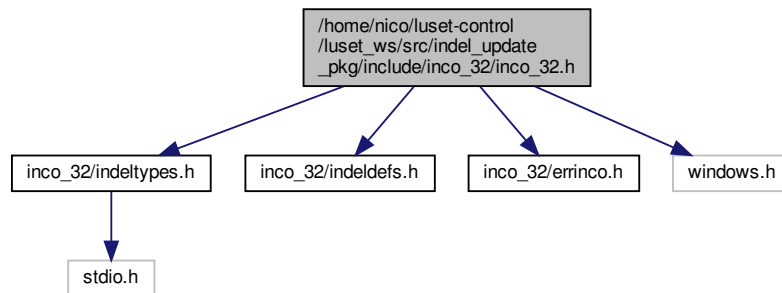 /home/nico/luset-control
/luset_ws/src/indel_update
_pkg/include/inco_32/inco_32.h
inco_32/indeltypes.h
inco_32/indeldefs.h
inco_32/errinco.h
windows.h
stdio.h